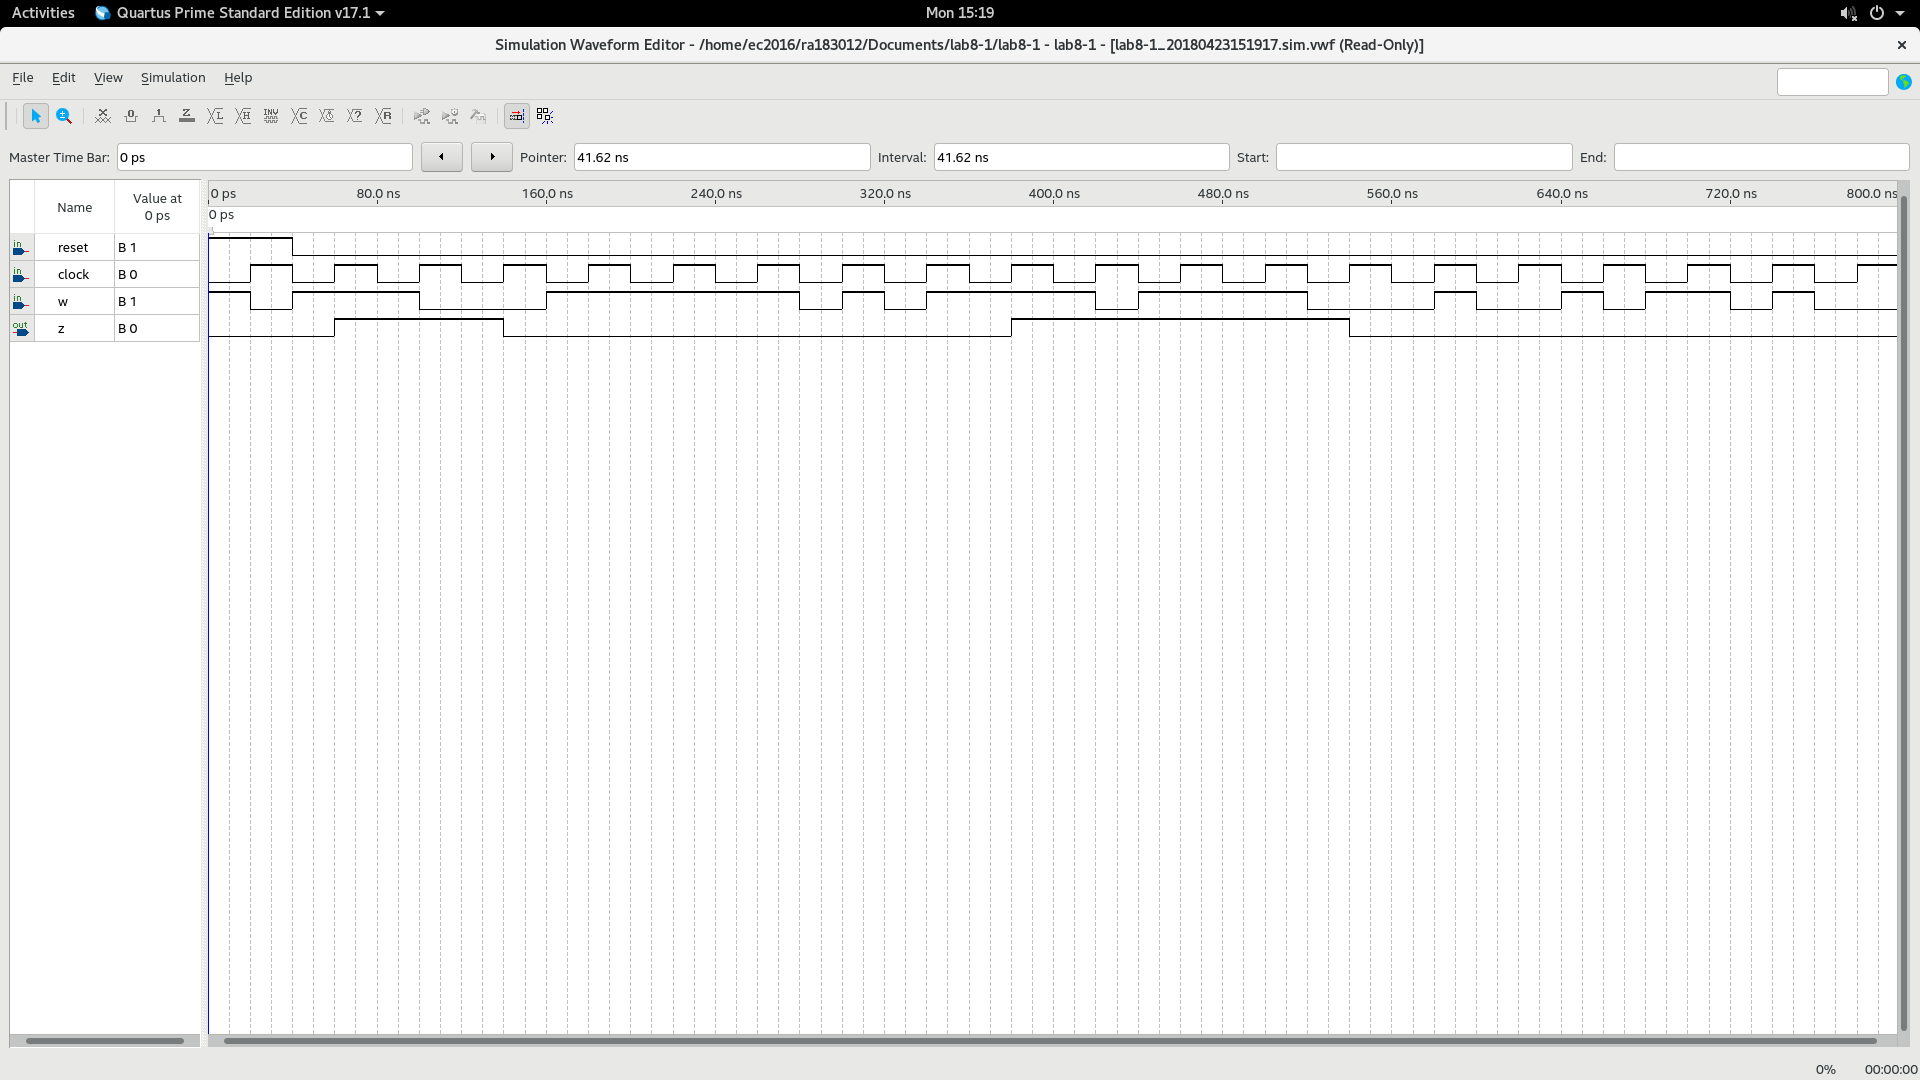 Activities Quartus Prime Standard Edition v17.1 Mon 15:19
Simulation Waveform Editor - /home/ec2016/ra183012/Documents/lab8-1/lab8-1 - lab8-1 - [lab8-1_20180423151917.sim.vwf (Read-Only)]
File Edit View Simulation Help
Master Time Bar: 0 ps Pointer: 41.62 ns Interval: 41.62 ns Start: End:
Name Value at 0 ps
0 ps 80.0 ns 160.0 ns 240.0 ns 320.0 ns 400.0 ns 480.0 ns 560.0 ns 640.0 ns 720.0 ns 800.0 ns
0 ps
in reset B 1
in clock B 0
in w B 1
out z B 0
0% 00:00:00